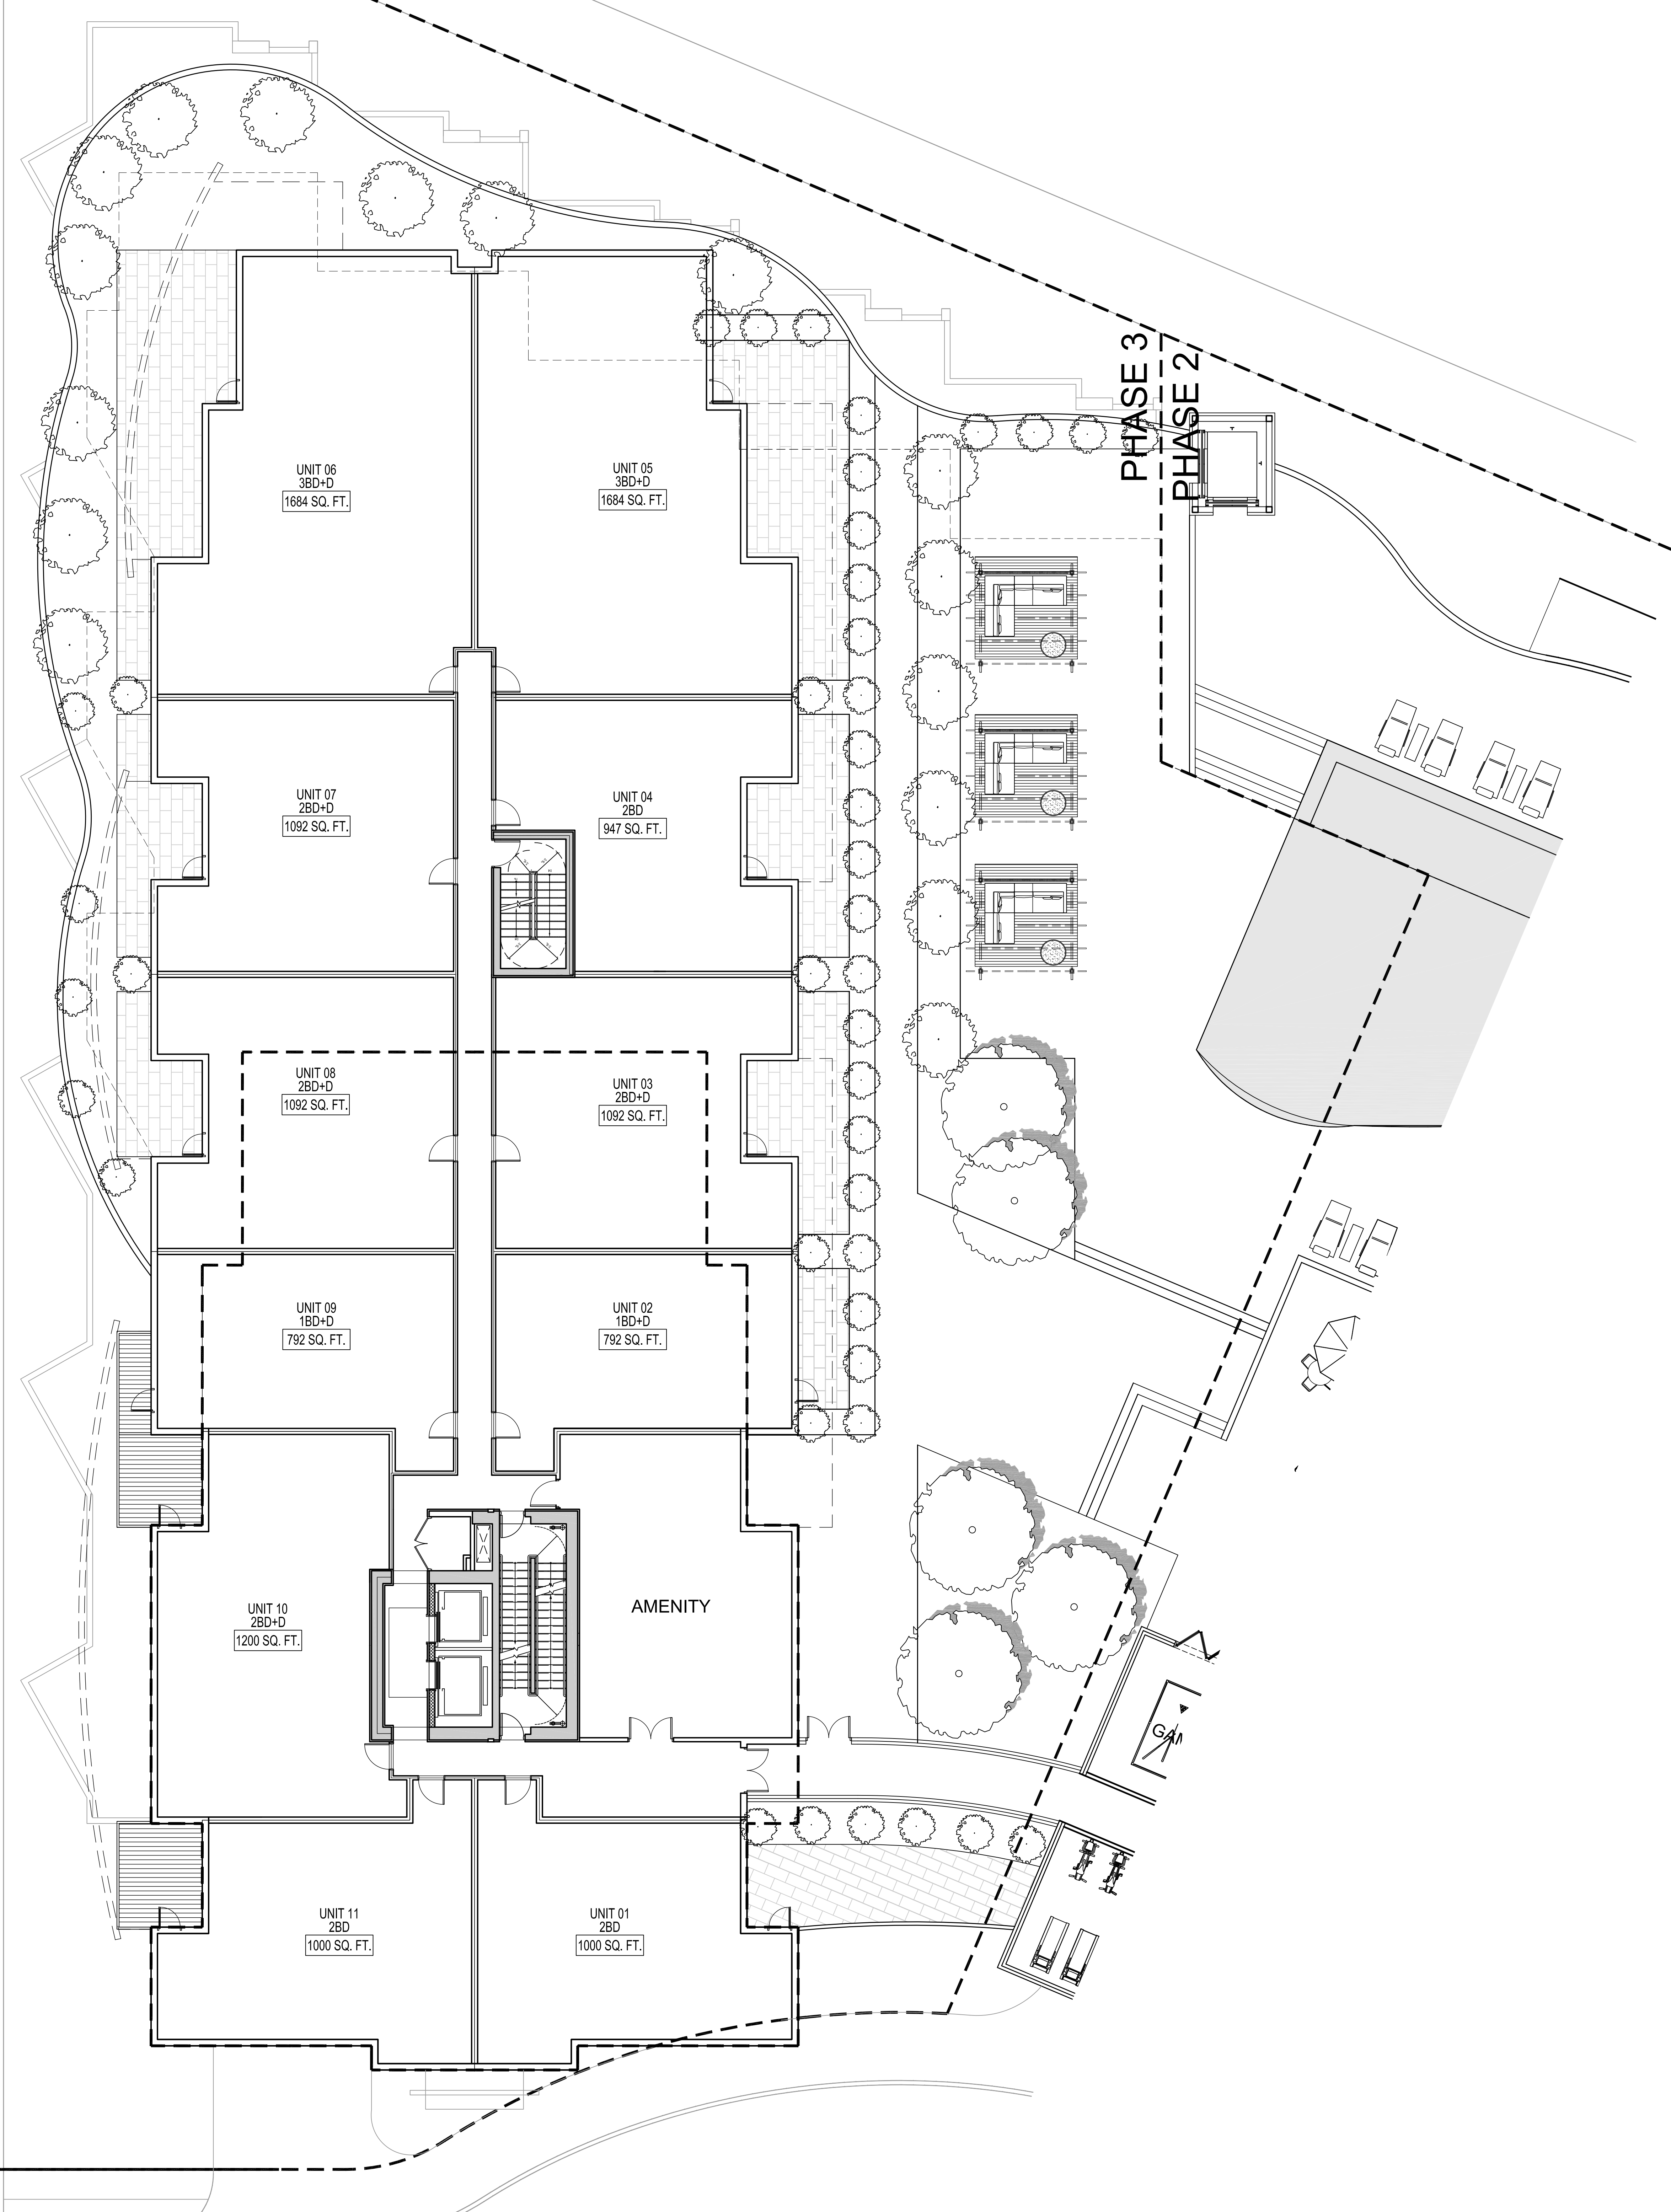 PHASE 3
PHASE 2
UNIT 06
3BD+D
1684 SQ. FT.
UNIT 05
3BD+D
1684 SQ. FT.
UNIT 07
2BD+D
1092 SQ. FT.
UNIT 04
2BD
947 SQ. FT.
UNIT 08
2BD+D
1092 SQ. FT.
UNIT 03
2BD+D
1092 SQ. FT.
UNIT 09
1BD+D
792 SQ. FT.
UNIT 02
1BD+D
792 SQ. FT.
UNIT 10
2BD+D
1200 SQ. FT.
AMENITY
UNIT 11
2BD
1000 SQ. FT.
UNIT 01
2BD
1000 SQ. FT.